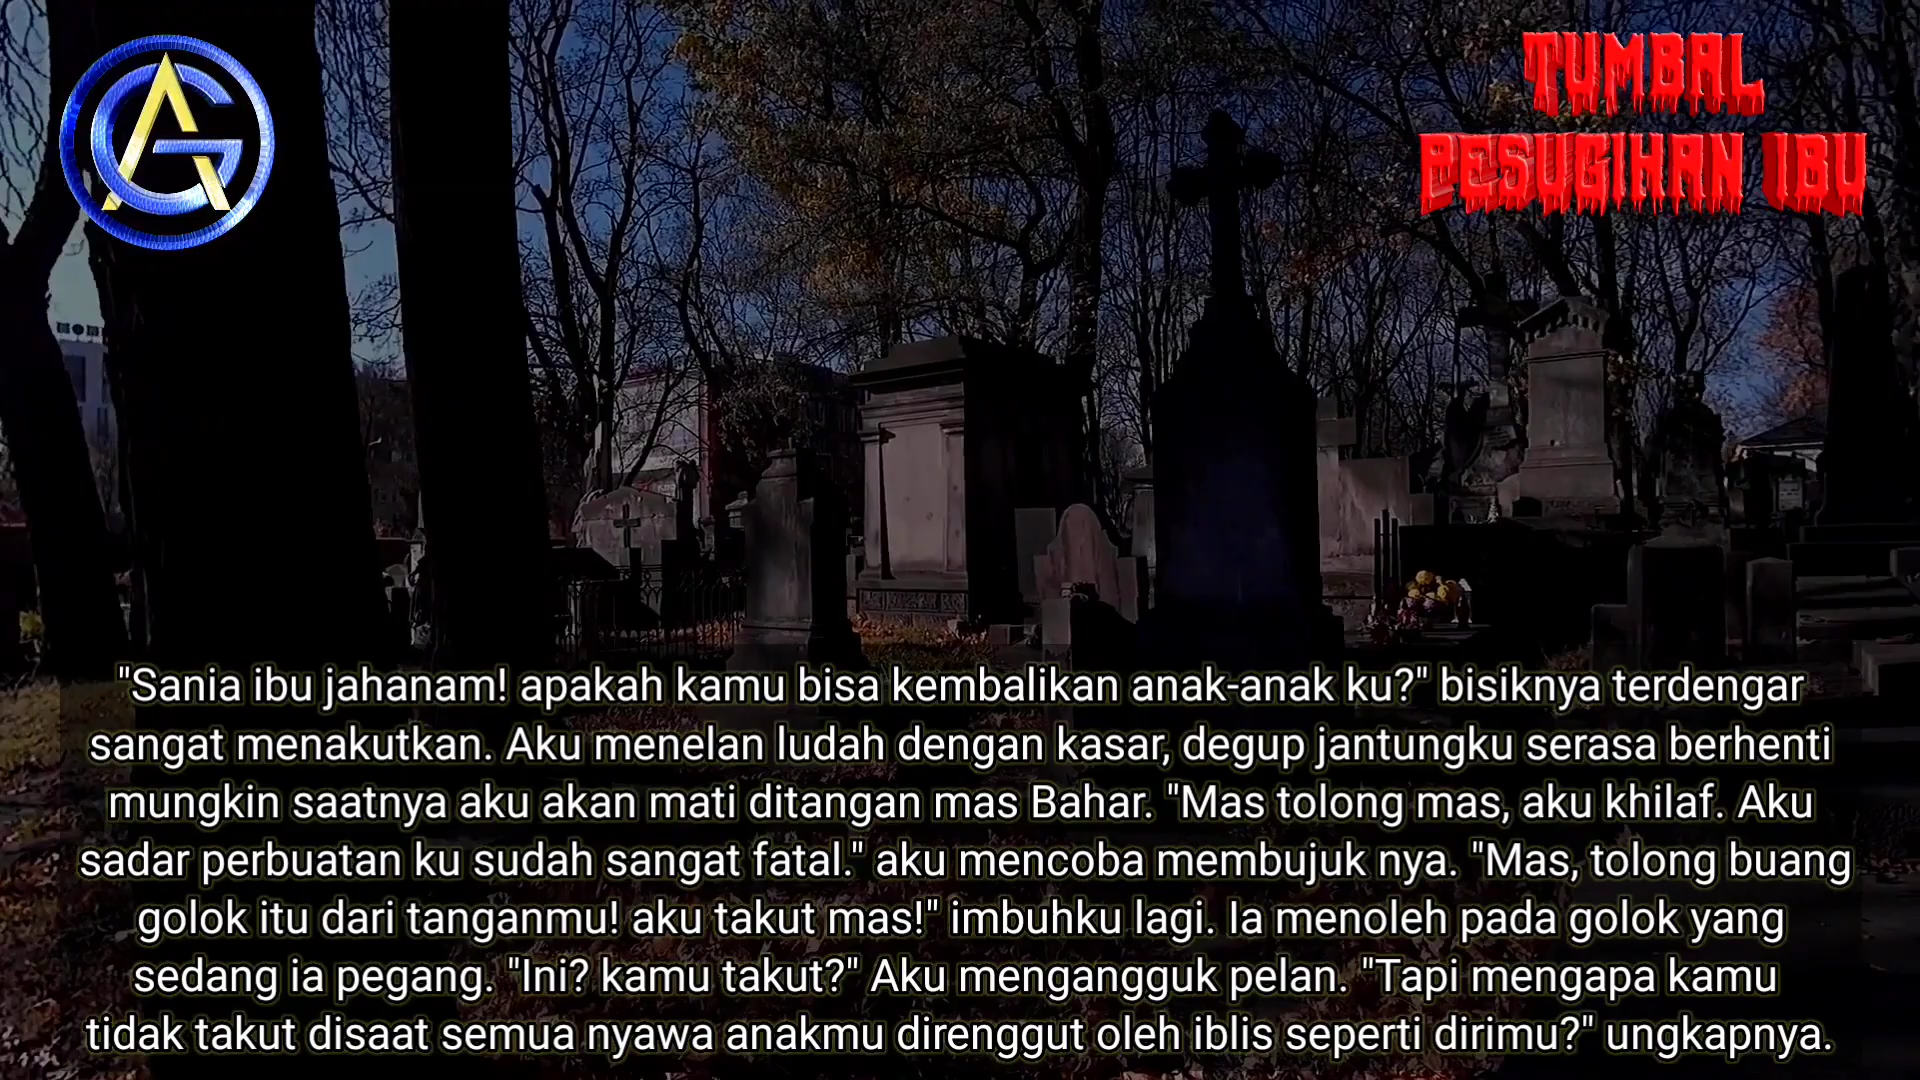 TUMBAL
PESUGIHAN IBU
"Sania ibu jahanam! apakah kamu bisa kembalikan anak-anak ku?" bisiknya terdengar
sangat menakutkan. Aku menelan ludah dengan kasar, degup jantungku serasa berhenti
mungkin saatnya aku akan mati ditangan mas Bahar. "Mas tolong mas, aku khilaf. Aku
sadar perbuatan ku sudah sangat fatal." aku mencoba membujuk nya. "Mas, tolong buang
golok itu dari tanganmu! aku takut mas!" imbuhku lagi. Ia menoleh pada golok yang
sedang ia pegang. "Ini? kamu takut?" Aku mengangguk pelan. "Tapi mengapa kamu
tidak takut disaat semua nyawa anakmu direnggut oleh iblis seperti dirimu?" ungkapnya.